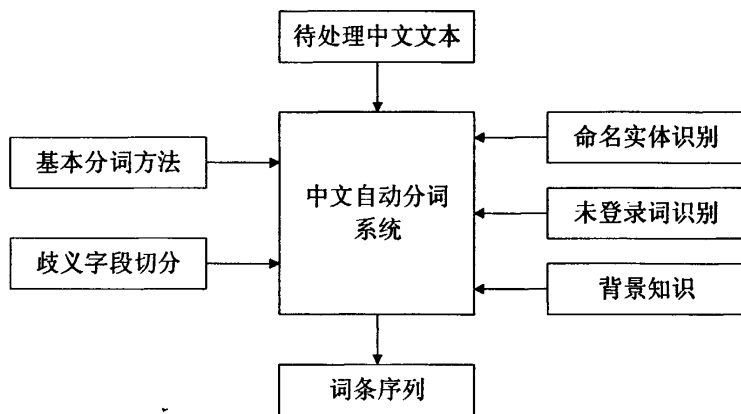 待处理中文文本
基本分词方法
歧义字段切分
中文自动分词
系统
命名实体识别
未登录词识别
背景知识
词条序列